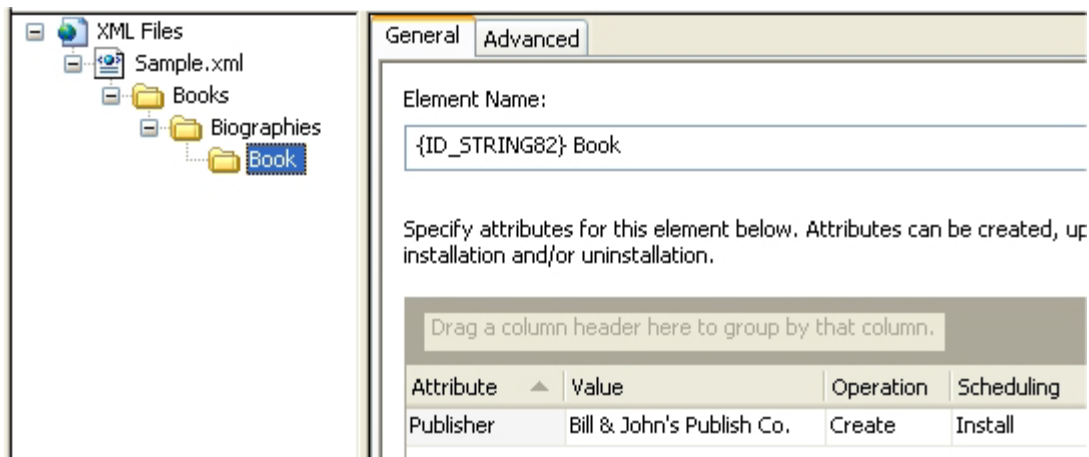 XML Files
Sample.xml
Books
Biographies
Book
General Advanced
Element Name:
{ID_STRING82} Book
Specify attributes for this element below. Attributes can be created, up
installation and/or uninstallation.
Drag a column header here to group by that column.
Attribute Value Operation Scheduling
Publisher Bill & John's Publish Co. Create Install